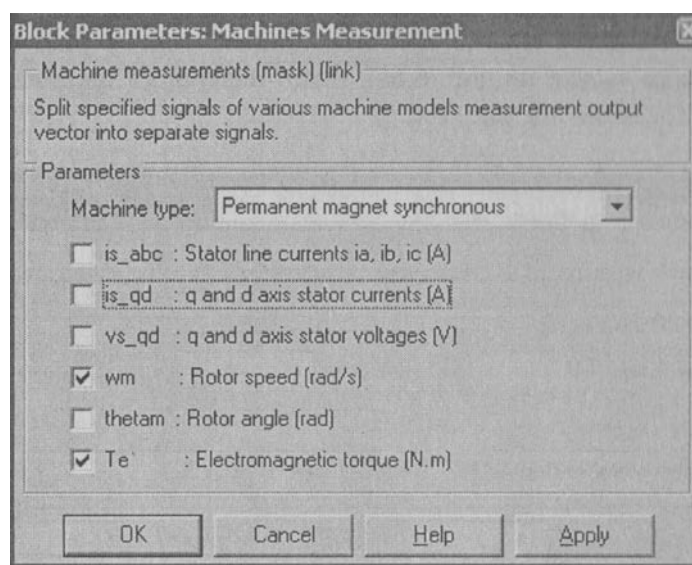 Block Parameters: Machines Measurement
Machine measurements (mask) (link)
Split specified signals of various machine models measurement output
vector into separate signals.
Parameters
Machine type: Permanent magnet synchronous
is_abc : Stator line currents ia, ib, ic (A)
is_qd : q and d axis stator currents (A)
vs_qd : q and d axis stator voltages (V)
wm : Rotor speed (rad/s)
thetam : Rotor angle (rad)
Te : Electromagnetic torque (N.m)
OK Cancel Help Apply